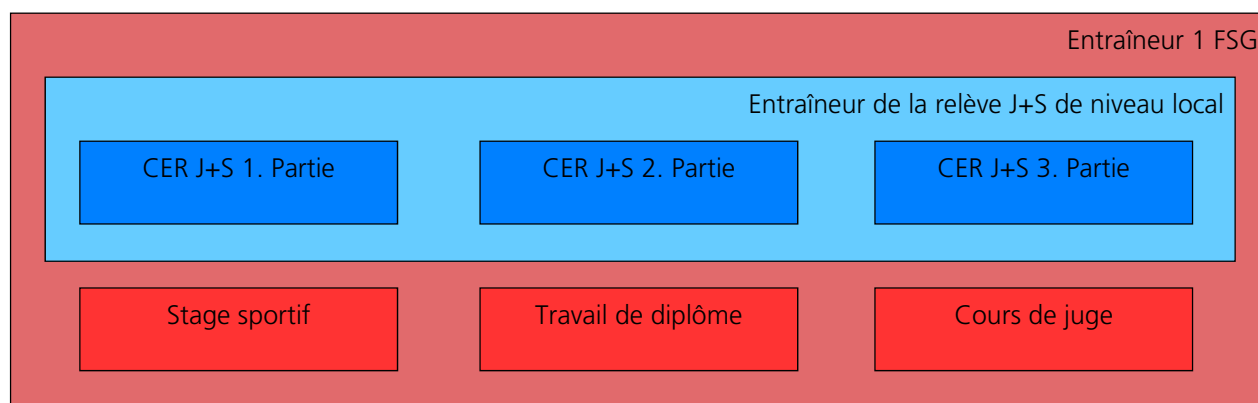 Entraîneur 1 FSG
Entraîneur de la relève J+S de niveau local
CER J+S 1. Partie
CER J+S 2. Partie
CER J+S 3. Partie
Stage sportif
Travail de diplôme
Cours de juge